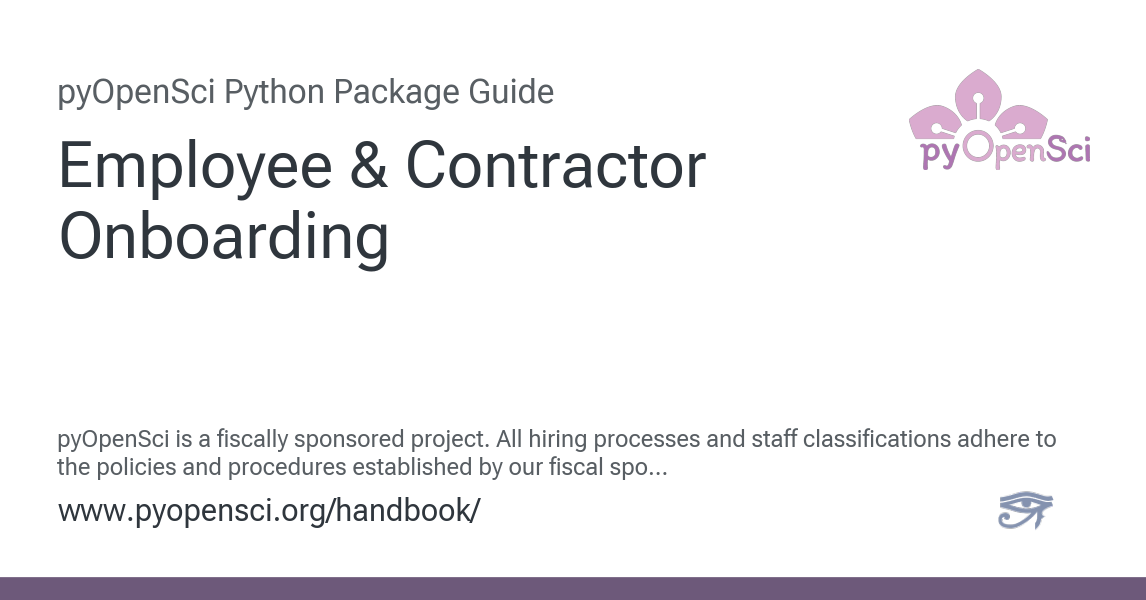 pyOpenSci Python Package Guide
Employee & Contractor
Onboarding
pyOpenSci
pyOpenSci is a fiscally sponsored project. All hiring processes and staff classifications adhere to
the policies and procedures established by our fiscal spo...
www.pyopensci.org/handbook/